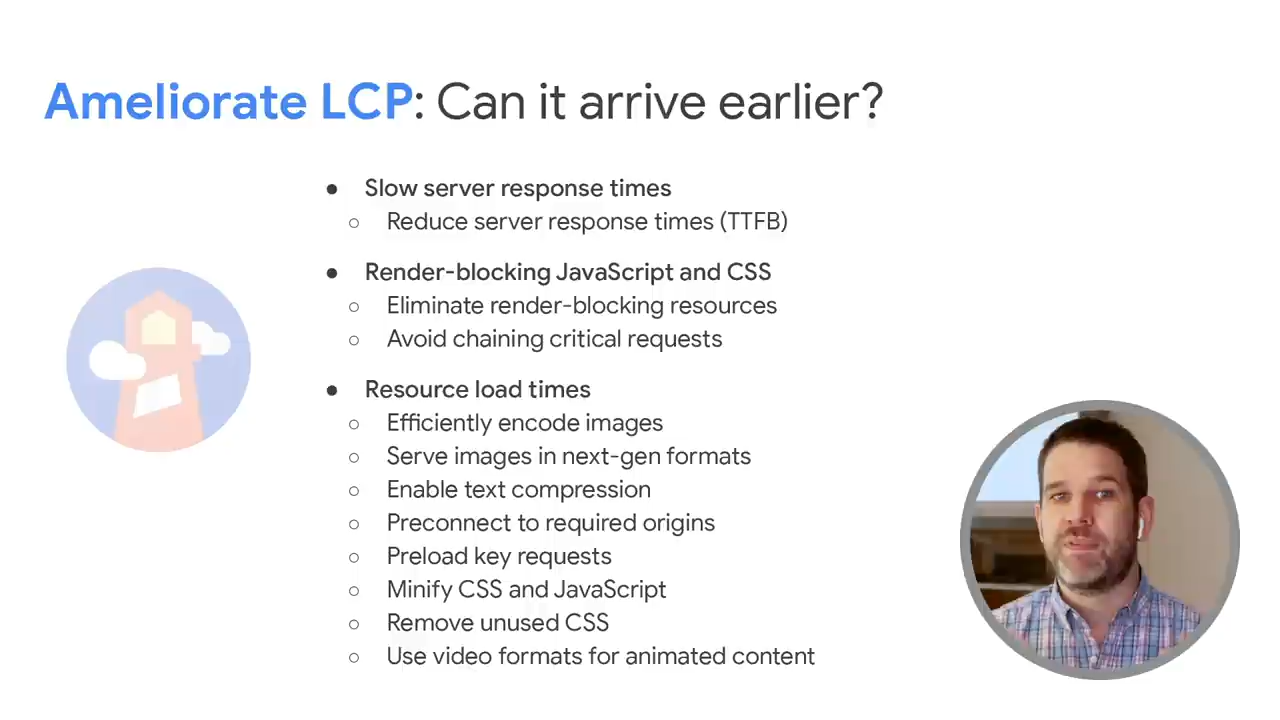 Ameliorate LCP: Can it arrive earlier?
● Slow server response times
○ Reduce server response times (TTFB)
● Render-blocking JavaScript and CSS
○ Eliminate render-blocking resources
○ Avoid chaining critical requests
● Resource load times
○ Efficiently encode images
○ Serve images in next-gen formats
○ Enable text compression
○ Preconnect to required origins
○ Preload key requests
○ Minify CSS and JavaScript
○ Remove unused CSS
○ Use video formats for animated content